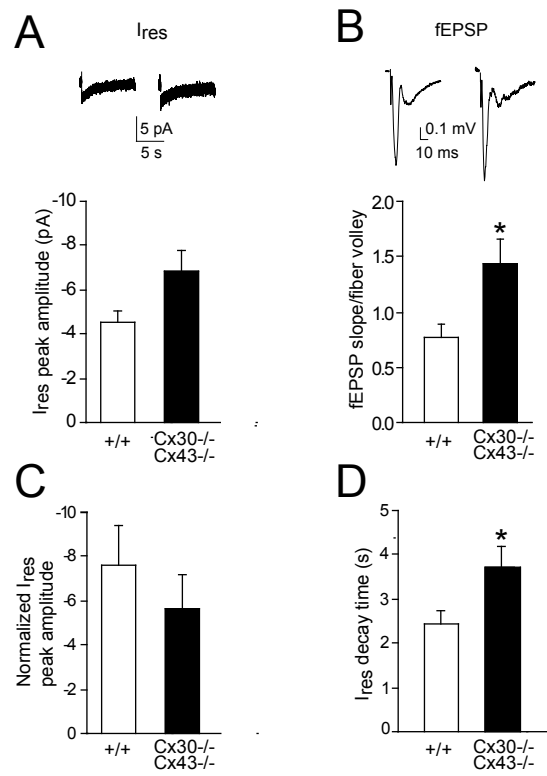 A
Ires
5 pA
5 s
Ires peak amplitude (pA)
-10
-8
-6
-4
-2
0
+/+
Cx30-/-
Cx43-/-
B
fEPSP
0.1 mV
10 ms
fEPSP slope/fiber volley
2.0
1.5
1.0
0.5
0.0
*
+/+
Cx30-/-
Cx43-/-
C
Normalized Ires
peak amplitude
-10
-8
-6
-4
-2
0
+/+
Cx30-/-
Cx43-/-
D
Ires decay time (s)
5
4
3
2
1
0
*
+/+
Cx30-/-
Cx43-/-